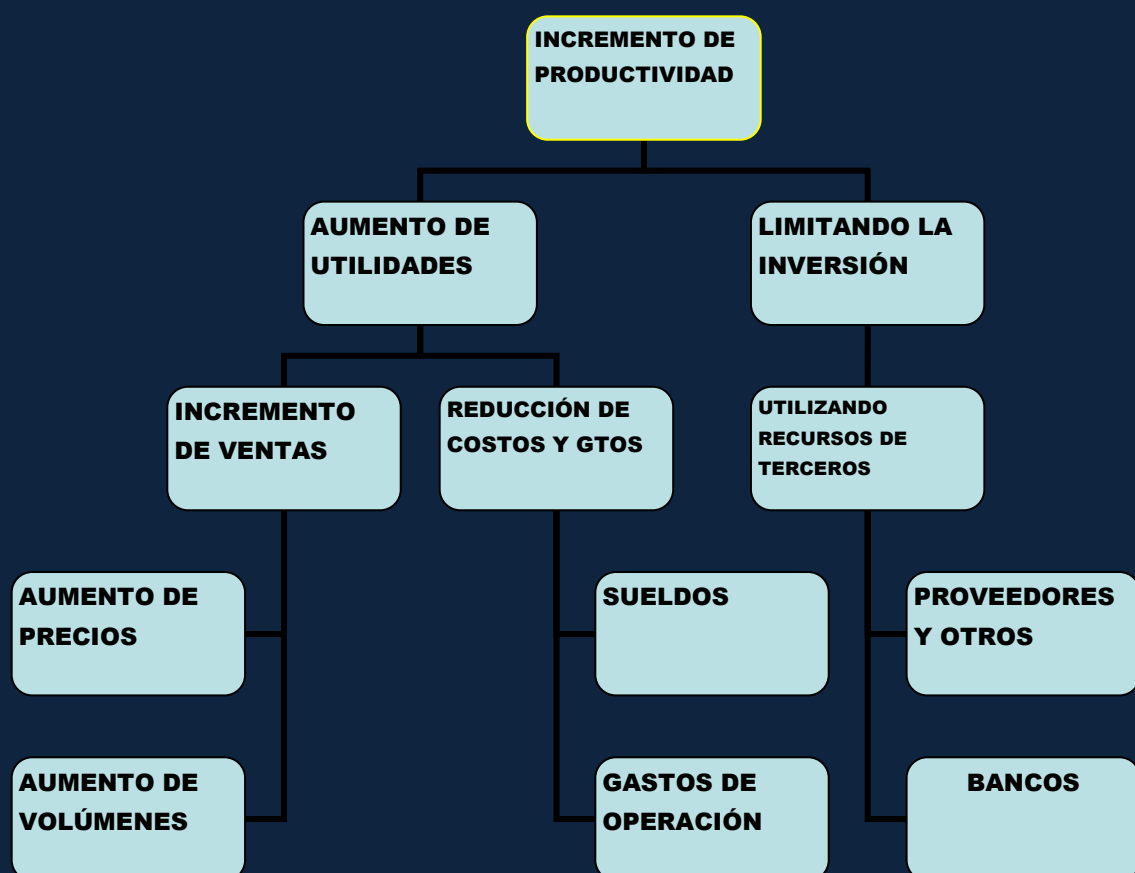 INCREMENTO DE
PRODUCTIVIDAD
AUMENTO DE
UTILIDADES
LIMITANDO LA
INVERSIÓN
INCREMENTO
DE VENTAS
REDUCCIÓN DE
COSTOS Y GTOS
UTILIZANDO
RECURSOS DE
TERCEROS
AUMENTO DE
PRECIOS
SUELDOS
PROVEEDORES
Y OTROS
AUMENTO DE
VOLÚMENES
GASTOS DE
OPERACIÓN
BANCOS